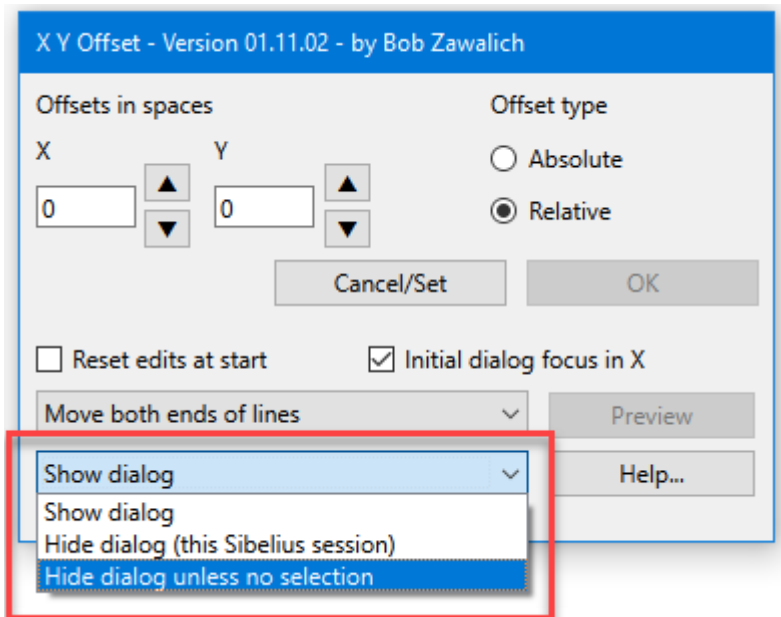 X Y Offset - Version 01.11.02 - by Bob Zawalich
Offsets in spaces
Offset type
X
Y
Absolute
0
0
Relative
Cancel/Set
OK
Reset edits at start
Initial dialog focus in X
Move both ends of lines
Preview
Show dialog
Help...
Show dialog
Hide dialog (this Sibelius session)
Hide dialog unless no selection